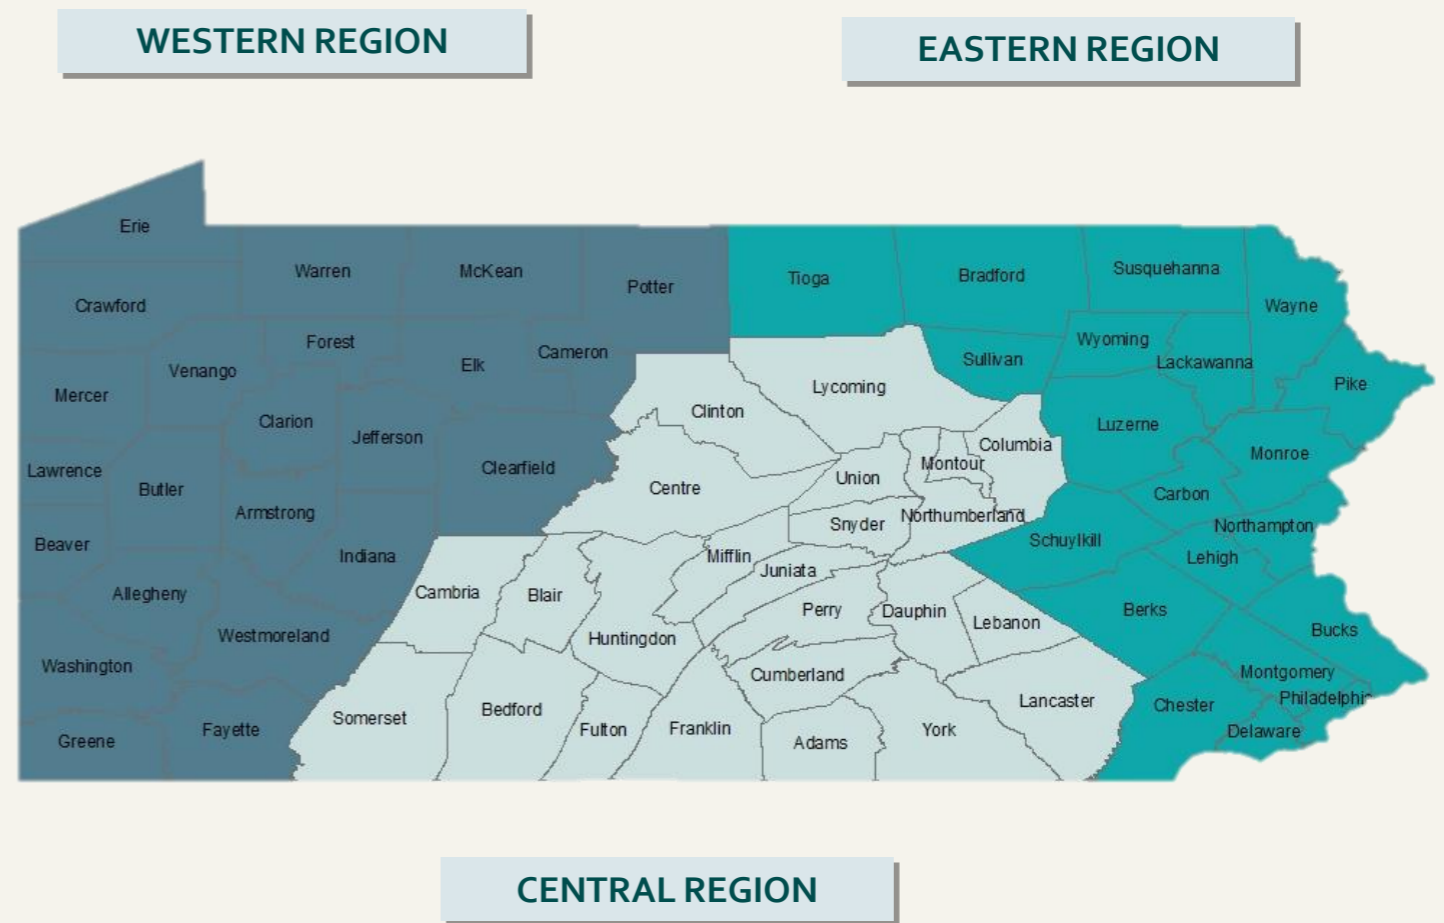 WESTERN REGION
EASTERN REGION
Erie
Warren
McKean
Potter
Tioga
Bradford
Susquehanna
Wayne
Crawford
Forest
Venango
Elk
Cameron
Sullivan
Wyoming
Lackawanna
Pike
Mercer
Clarion
Jefferson
Clinton
Lycoming
Luzerne
Columbia
Monroe
Lawrence
Butler
Clearfield
Centre
Union
Montour
Carbon
Armstrong
Snyder
Northumberland
Northampton
Beaver
Indiana
Mifflin
Juniata
Schuylkill
Lehigh
Allegheny
Cambria
Blair
Perry
Dauphin
Lebanon
Berks
Westmoreland
Huntingdon
Bucks
Washington
Cumberland
Montgomery
Lancaster
Philadelphi
Greene
Fayette
Somerset
Bedford
Fulton
Franklin
Adams
York
Chester
Delaware
CENTRAL REGION